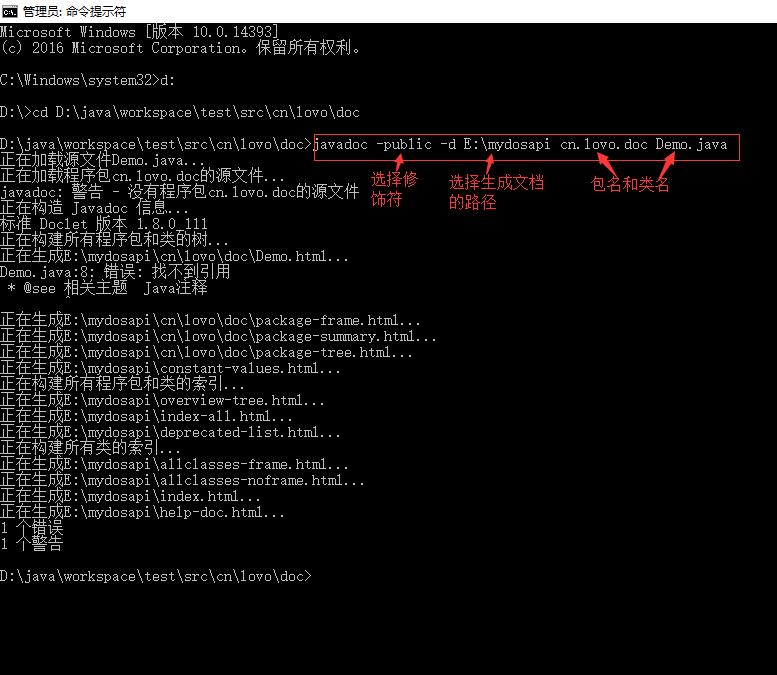 管理员: 命令提示符
Microsoft Windows [版本 10.0.14393]
(c) 2016 Microsoft Corporation。保留所有权利。
C:\Windows\system32>d:
D:\>cd D:\java\workspace\test\src\cn\lovo\doc
D:\java\workspace\test\src\cn\lovo\doc>javadoc -public -d E:\mydosapi cn.lovo.doc Demo.java
正在加载源文件Demo.java...
正在加载程序包cn.lovo.doc的源文件...
javadoc: 警告 - 没有程序包cn.lovo.doc的源文件
正在构造 Javadoc 信息...
标准 Doclet 版本 1.8.0_111
正在构建所有程序包和类的树...
正在生成E:\mydosapi\cn\lovo\doc\Demo.html...
Demo.java:8: 错误: 找不到引用
* @see 相关主题  Java注释
^
选择修
饰符
选择生成文档
的路径
包名和类名
正在生成E:\mydosapi\cn\lovo\doc\package-frame.html...
正在生成E:\mydosapi\cn\lovo\doc\package-summary.html...
正在生成E:\mydosapi\cn\lovo\doc\package-tree.html...
正在生成E:\mydosapi\constant-values.html...
正在构建所有程序包和类的索引...
正在生成E:\mydosapi\overview-tree.html...
正在生成E:\mydosapi\index-all.html...
正在生成E:\mydosapi\deprecated-list.html...
正在构建所有类的索引...
正在生成E:\mydosapi\allclasses-frame.html...
正在生成E:\mydosapi\allclasses-noframe.html...
正在生成E:\mydosapi\index.html...
正在生成E:\mydosapi\help-doc.html...
1 个错误
1 个警告
D:\java\workspace\test\src\cn\lovo\doc>